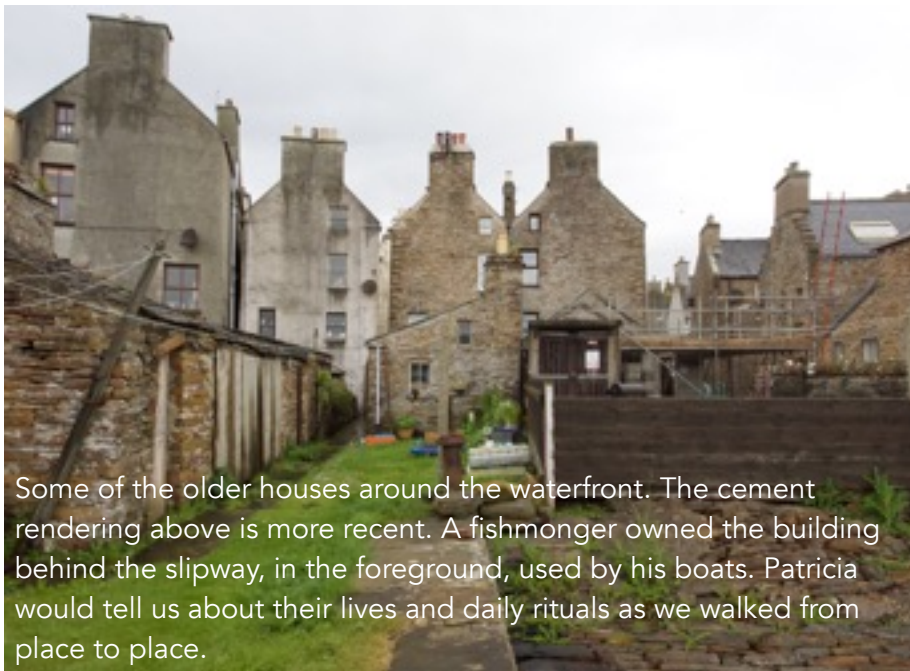 Some of the older houses around the waterfront. The cement
rendering above is more recent. A fishmonger owned the building
behind the slipway, in the foreground, used by his boats. Patricia
would tell us about their lives and daily rituals as we walked from
place to place.